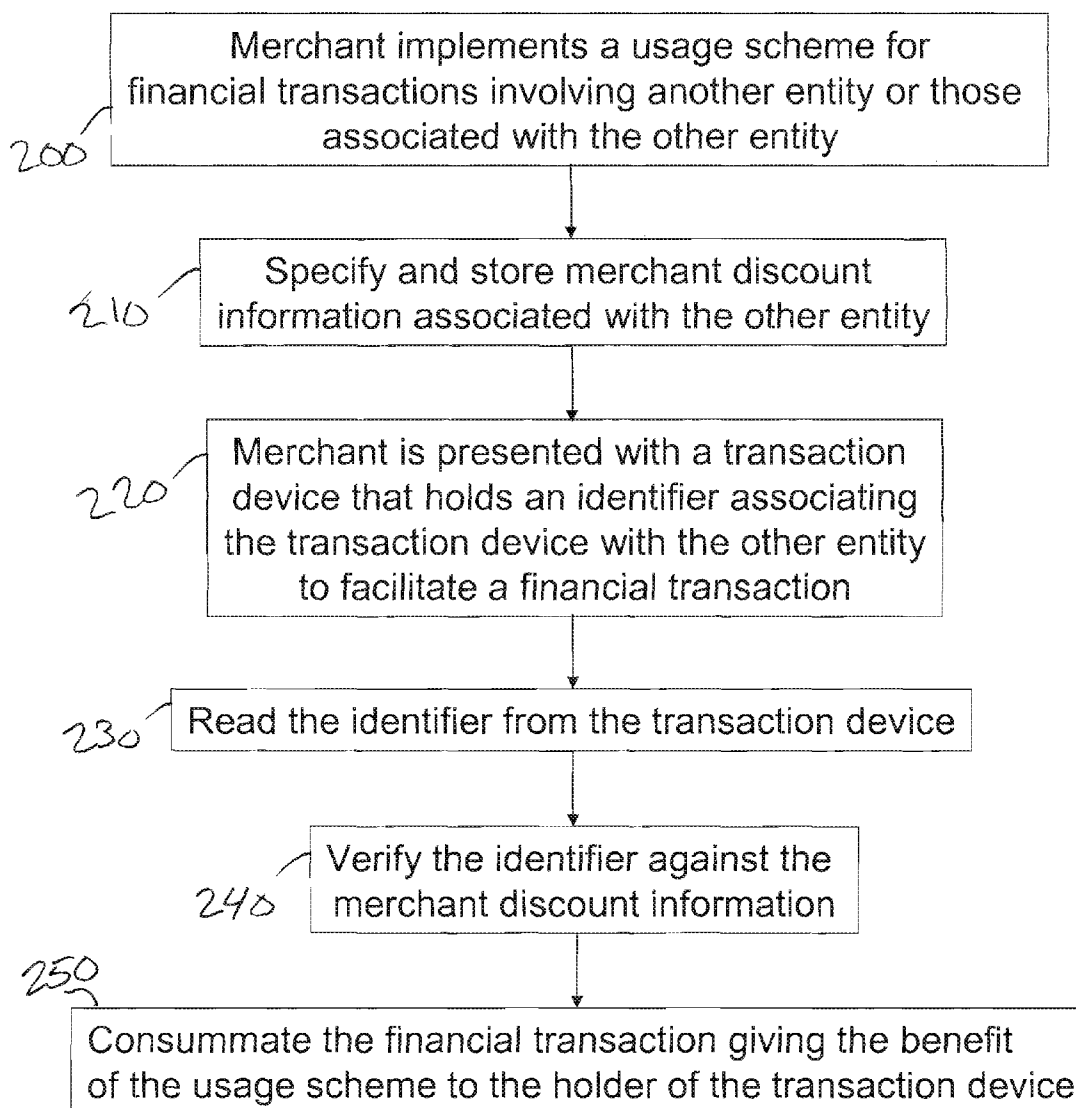 Merchant implements a usage scheme for
financial transactions involving another entity or those
associated with the other entity
200
Specify and store merchant discount
information associated with the other entity
210
Merchant is presented with a transaction
device that holds an identifier associating
the transaction device with the other entity
to facilitate a financial transaction
220
Read the identifier from the transaction device
230
Verify the identifier against the
merchant discount information
240
250
Consummate the financial transaction giving the benefit
of the usage scheme to the holder of the transaction device